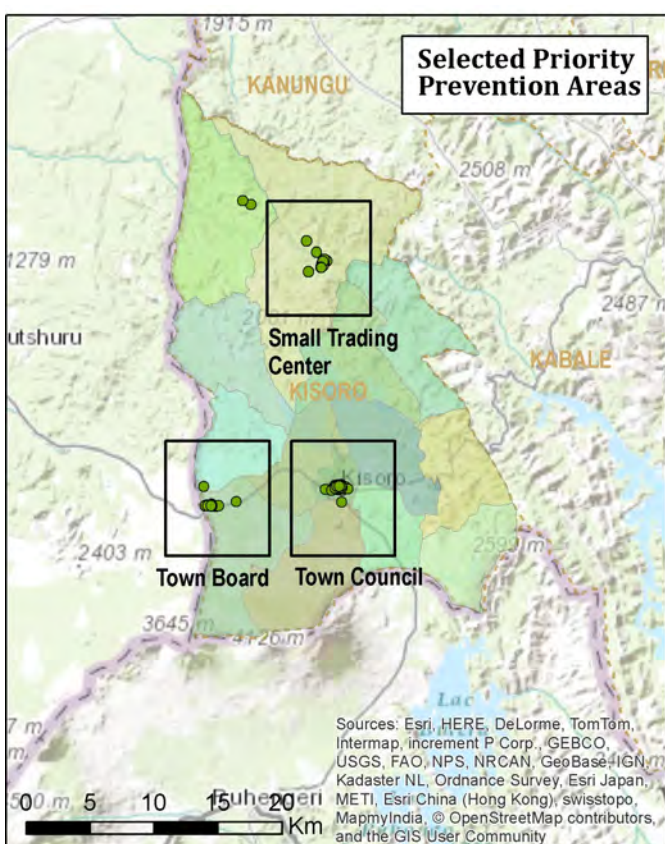 1915 m
Selected Priority
Prevention Areas
KANUNGU
2508 m
1279 m
2487 m
utshuru
Small Trading
Center
KABALE
KISORO
Kisoro
2403 m
Town Board
Town Council
2599 m
3645 m
4126 m
Lac
Sources: Esri, HERE, DeLorme, TomTom,
Intermap, increment P Corp., GEBCO,
USGS, FAO, NPS, NRCAN, GeoBase, IGN,
Kadaster NL, Ordnance Survey, Esri Japan,
METI, Esri China (Hong Kong), swisstopo,
MapmyIndia, © OpenStreetMap contributors,
and the GIS User Community
0 5 10 15 20
Km